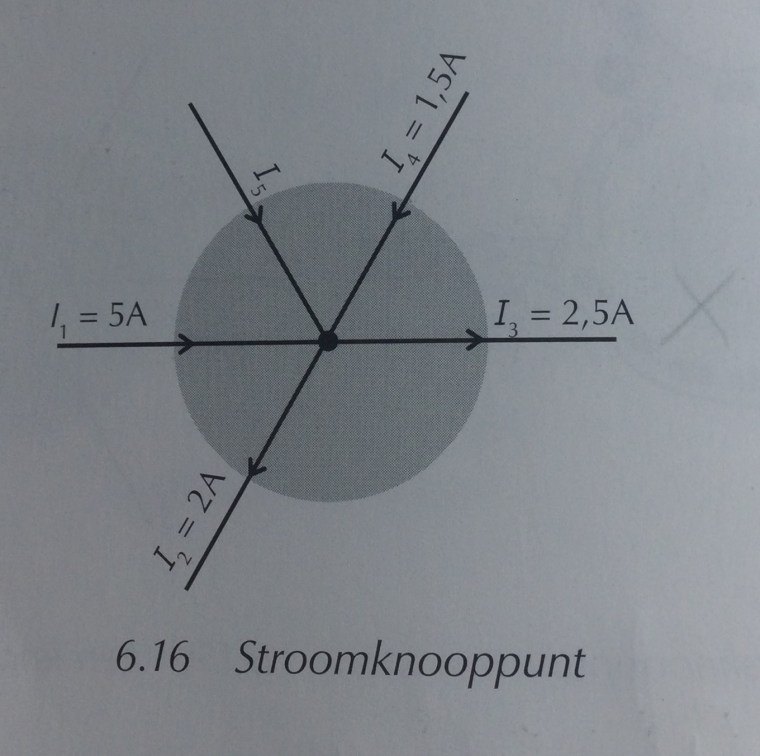 I₅
I₄ = 1,5A
I₁ = 5A
I₃ = 2,5A
I₂ = 2A
6.16 Stroomknooppunt